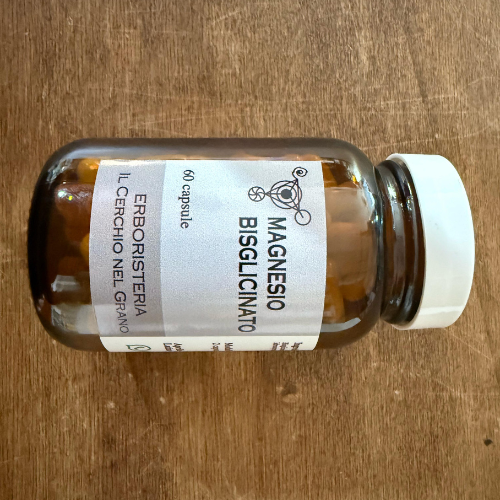 MAGNESIO
BISGLICINATO
60 capsule
ERBORISTERIA
IL CERCHIO NEL GRANO